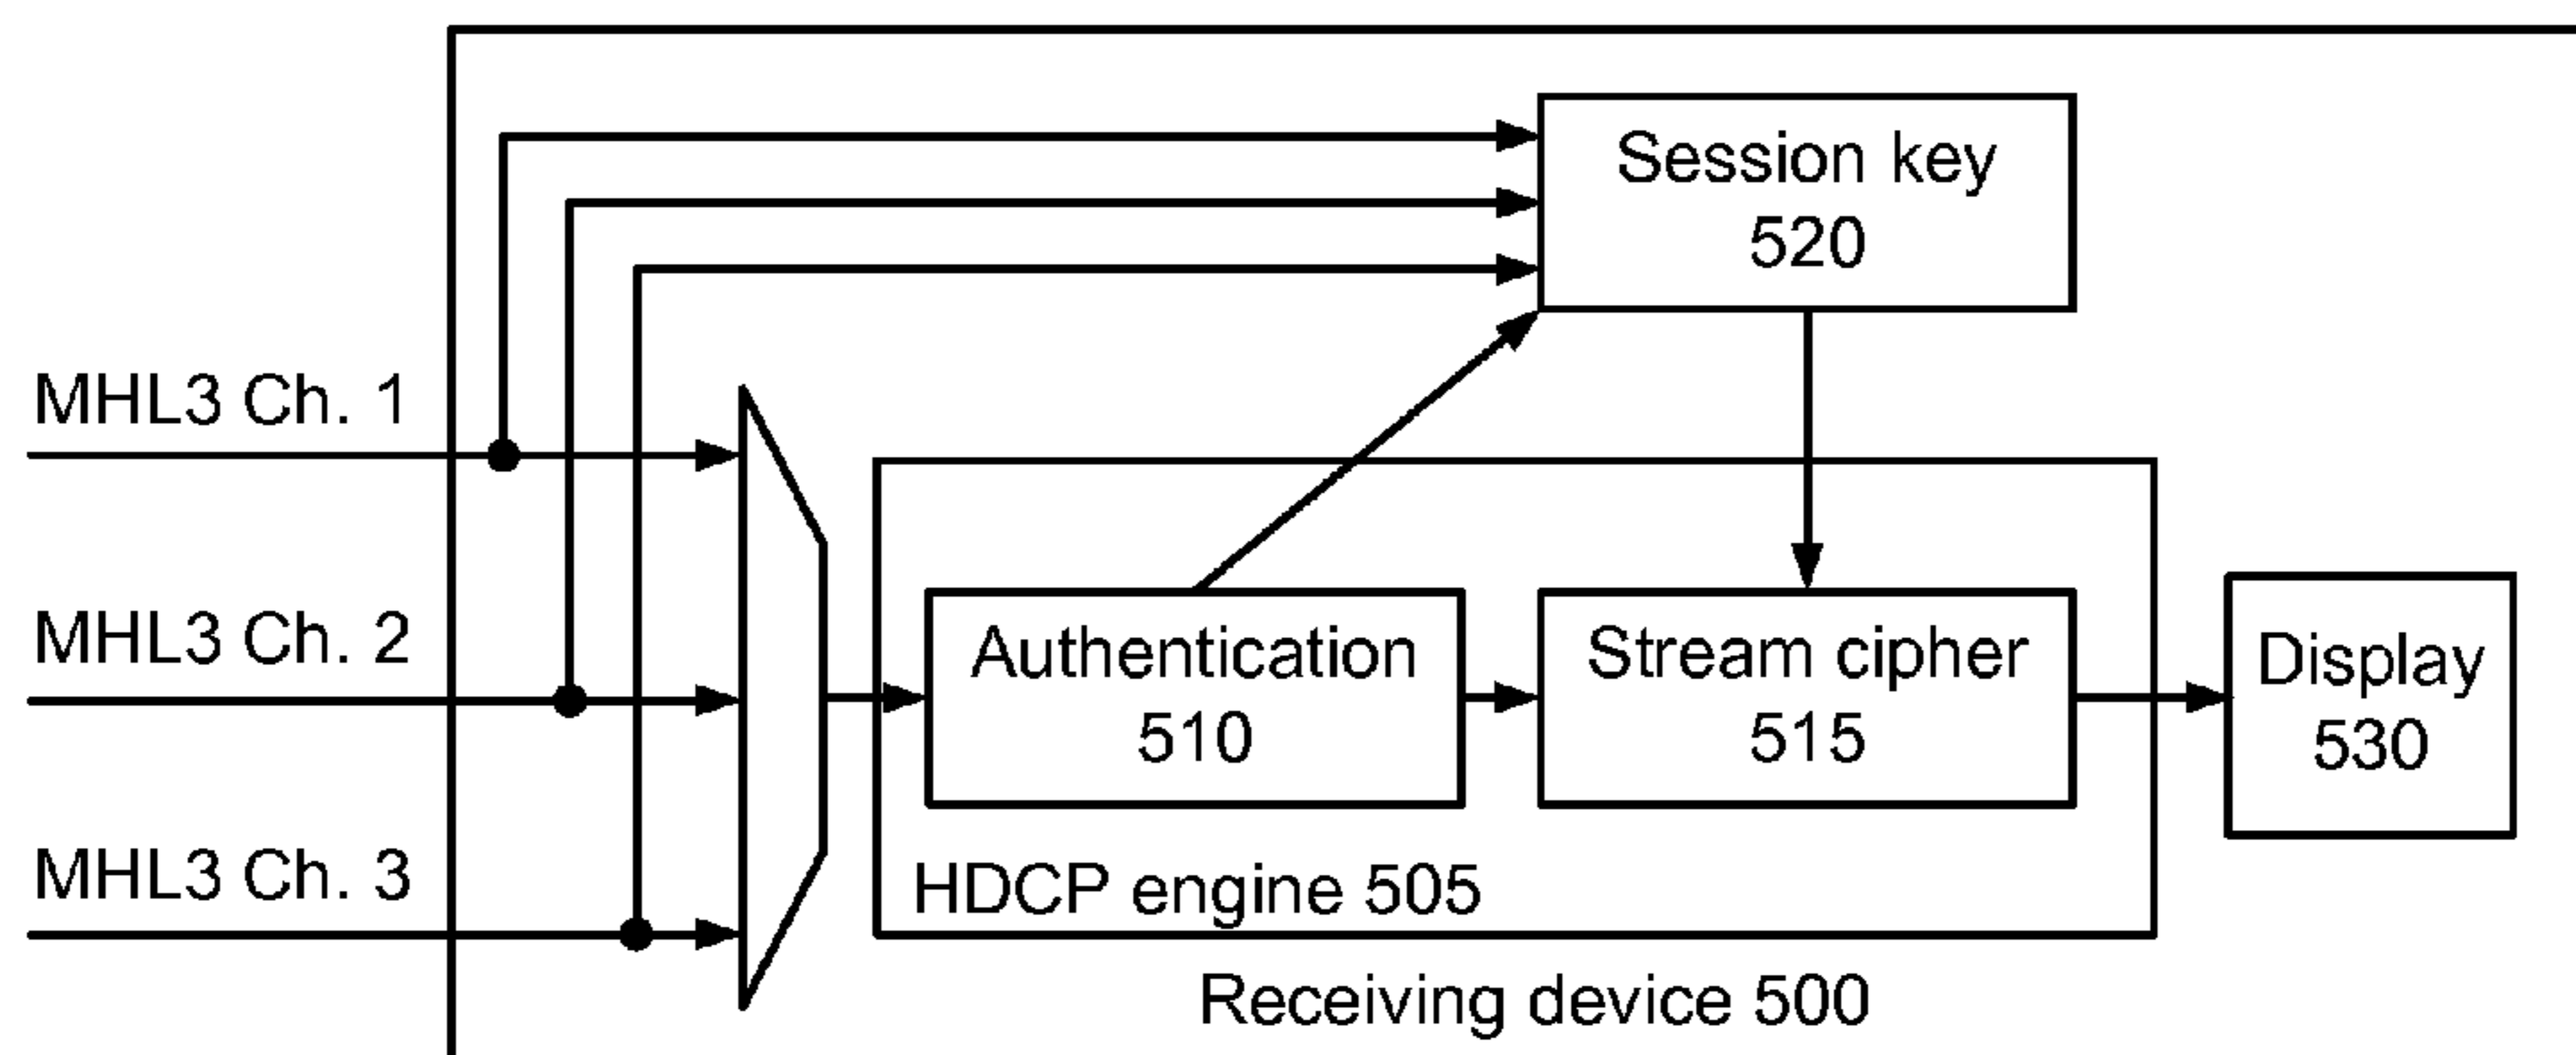 Session key
520
MHL3 Ch. 1
MHL3 Ch. 2
MHL3 Ch. 3
Authentication
510
Stream cipher
515
Display
530
HDCP engine 505
Receiving device 500